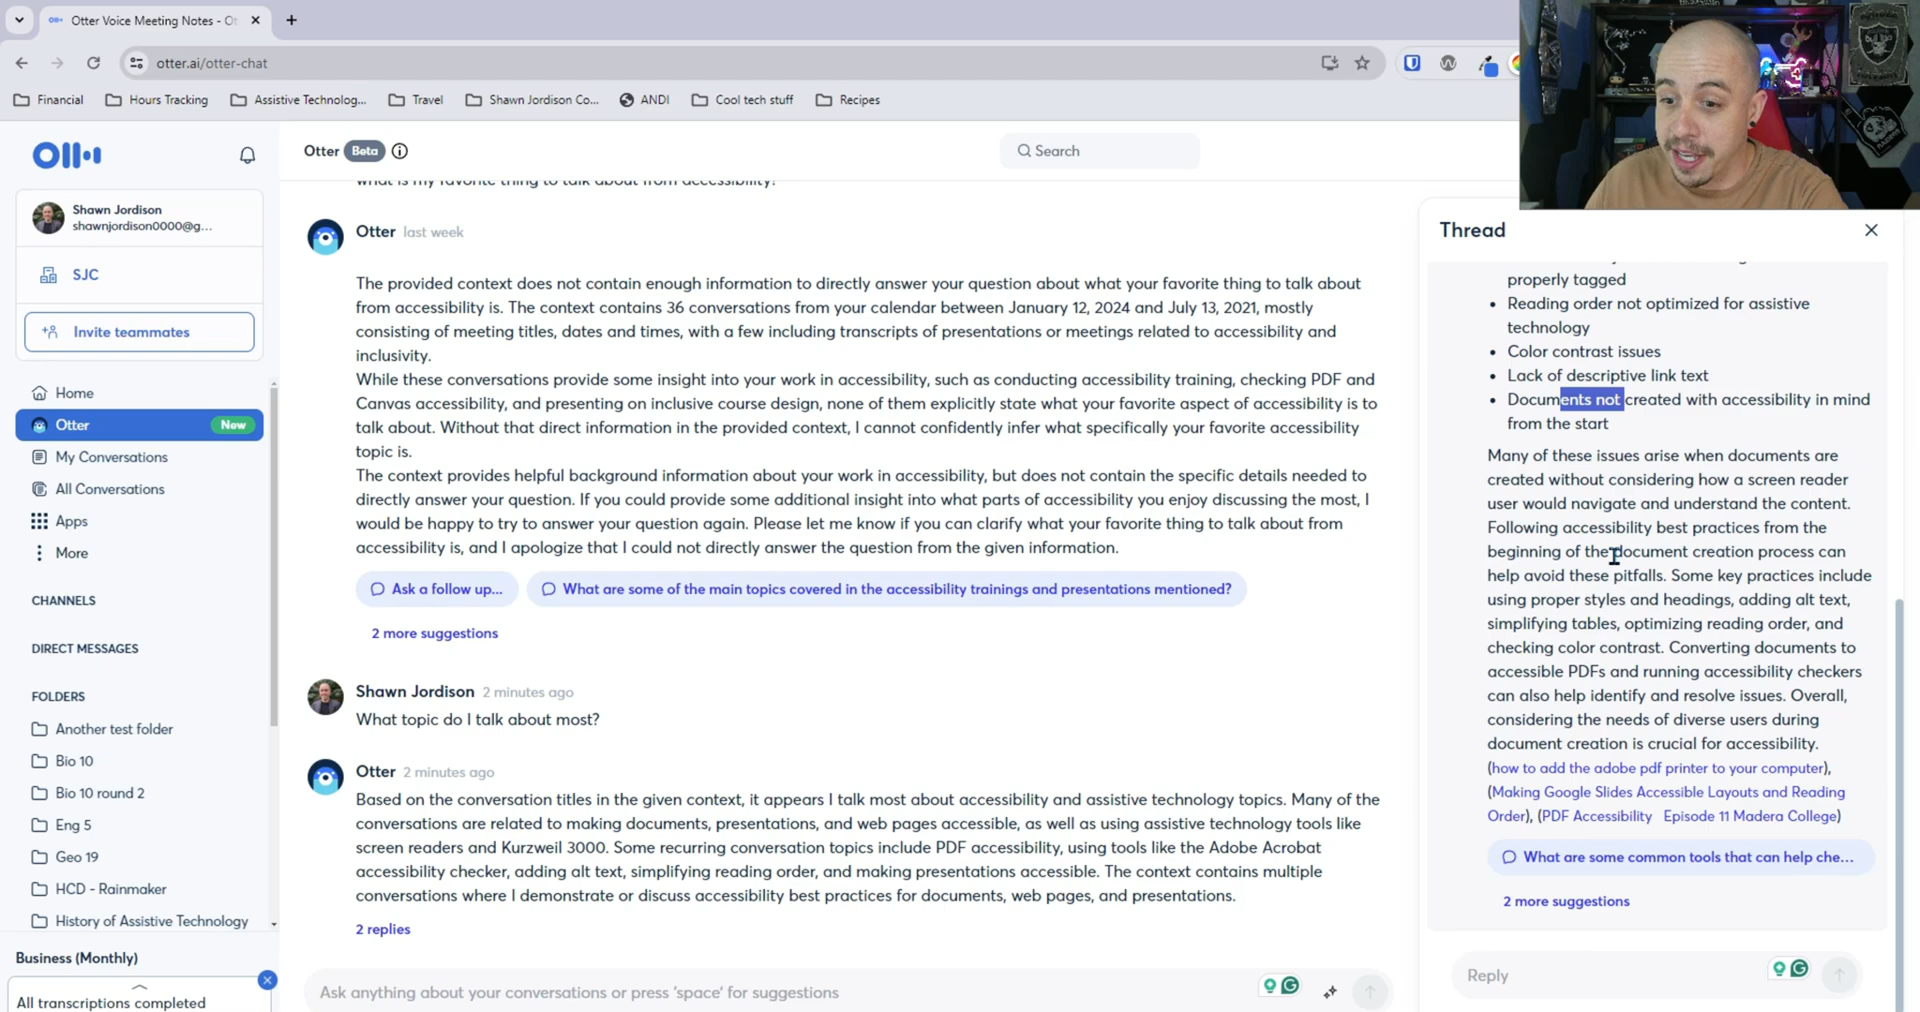 Otter Voice Meeting Notes - Ot
otter.ai/otter-chat
Financial
Hours Tracking
Assistive Technolog...
Travel
Shawn Jordison Co...
ANDI
Cool tech stuff
Recipes
Shawn Jordison
shawnjordison0000@g...
SJC
Invite teammates
Home
Otter New
My Conversations
All Conversations
Apps
More
CHANNELS
DIRECT MESSAGES
FOLDERS
Another test folder
Bio 10
Bio 10 round 2
Eng 5
Geo 19
HCD - Rainmaker
History of Assistive Technology
Business (Monthly)
All transcriptions completed
Otter Beta
Search
what is my favorite thing to talk about from accessibility?
Otter last week
The provided context does not contain enough information to directly answer your question about what your favorite thing to talk about
from accessibility is. The context contains 36 conversations from your calendar between January 12, 2024 and July 13, 2021, mostly
consisting of meeting titles, dates and times, with a few including transcripts of presentations or meetings related to accessibility and
inclusivity.
While these conversations provide some insight into your work in accessibility, such as conducting accessibility training, checking PDF and
Canvas accessibility, and presenting on inclusive course design, none of them explicitly state what your favorite aspect of accessibility is to
talk about. Without that direct information in the provided context, I cannot confidently infer what specifically your favorite accessibility
topic is.
The context provides helpful background information about your work in accessibility, but does not contain the specific details needed to
directly answer your question. If you could provide some additional insight into what parts of accessibility you enjoy discussing the most, I
would be happy to try to answer your question again. Please let me know if you can clarify what your favorite thing to talk about from
accessibility is, and I apologize that I could not directly answer the question from the given information.
Ask a follow up...
What are some of the main topics covered in the accessibility trainings and presentations mentioned?
2 more suggestions
Shawn Jordison 2 minutes ago
What topic do I talk about most?
Otter 2 minutes ago
Based on the conversation titles in the given context, it appears I talk most about accessibility and assistive technology topics. Many of the
conversations are related to making documents, presentations, and web pages accessible, as well as using assistive technology tools like
screen readers and Kurzweil 3000. Some recurring conversation topics include PDF accessibility, using tools like the Adobe Acrobat
accessibility checker, adding alt text, simplifying reading order, and making presentations accessible. The context contains multiple
conversations where I demonstrate or discuss accessibility best practices for documents, web pages, and presentations.
2 replies
Ask anything about your conversations or press 'space' for suggestions
Thread
properly tagged
• Reading order not optimized for assistive
technology
• Color contrast issues
• Lack of descriptive link text
• Documents not created with accessibility in mind
from the start
Many of these issues arise when documents are
created without considering how a screen reader
user would navigate and understand the content.
Following accessibility best practices from the
beginning of the document creation process can
help avoid these pitfalls. Some key practices include
using proper styles and headings, adding alt text,
simplifying tables, optimizing reading order, and
checking color contrast. Converting documents to
accessible PDFs and running accessibility checkers
can also help identify and resolve issues. Overall,
considering the needs of diverse users during
document creation is crucial for accessibility.
(how to add the adobe pdf printer to your computer),
(Making Google Slides Accessible Layouts and Reading
Order), (PDF Accessibility Episode 11 Madera College)
What are some common tools that can help che...
2 more suggestions
Reply